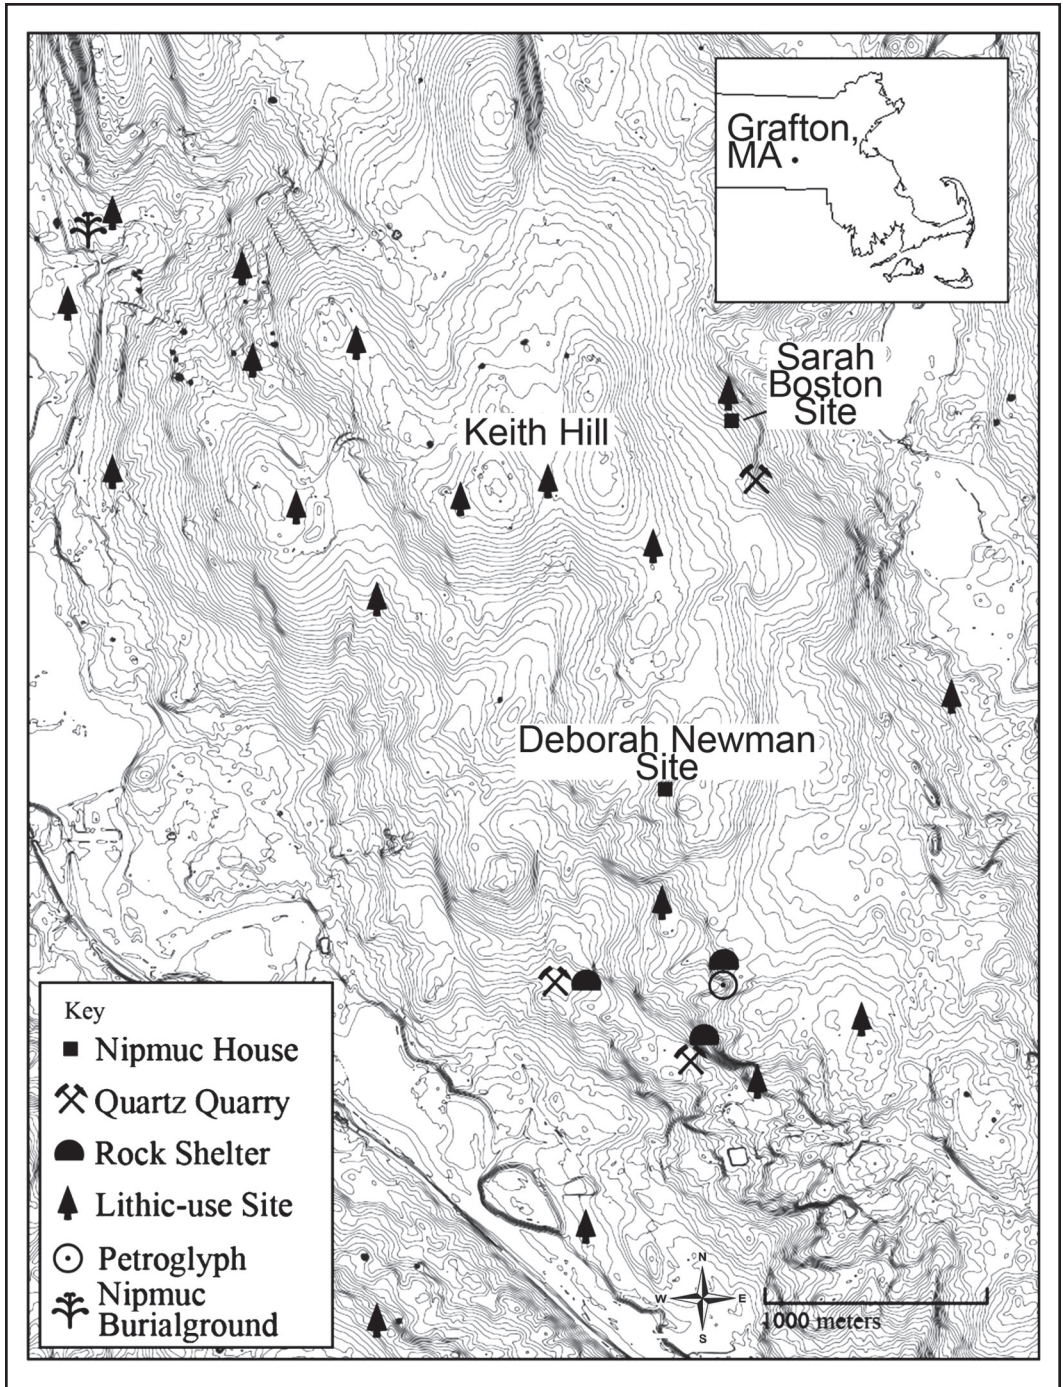 Grafton,
MA
Sarah
Boston
Site
Keith Hill
Deborah Newman
Site
Key
Nipmuc House
Quartz Quarry
Rock Shelter
Lithic-use Site
Petroglyph
Nipmuc
Burialground
N
W E
S
1000 meters